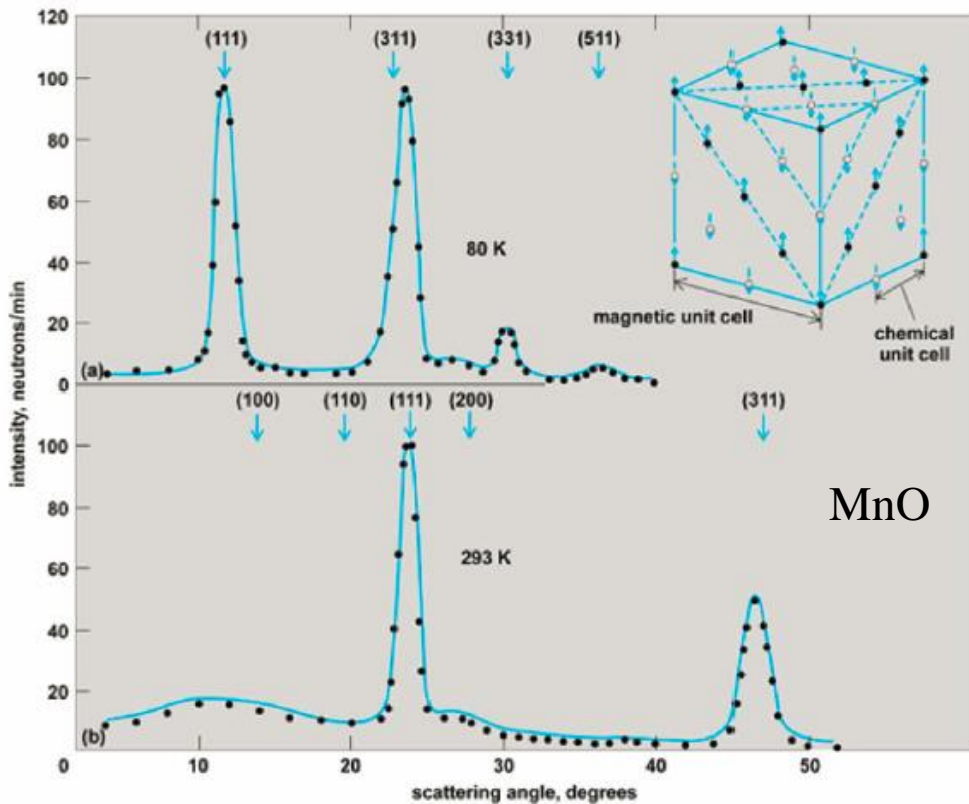 120
100
80
60
40
20
0
(111) (311) (331) (511)
80 K
(a)
magnetic unit cell
chemical
unit cell
intensity, neutrons/min
(100) (110) (111) (200) (311)
100
80
60
40
20
293 K
MnO
(b)
0 10 20 30 40 50
scattering angle, degrees